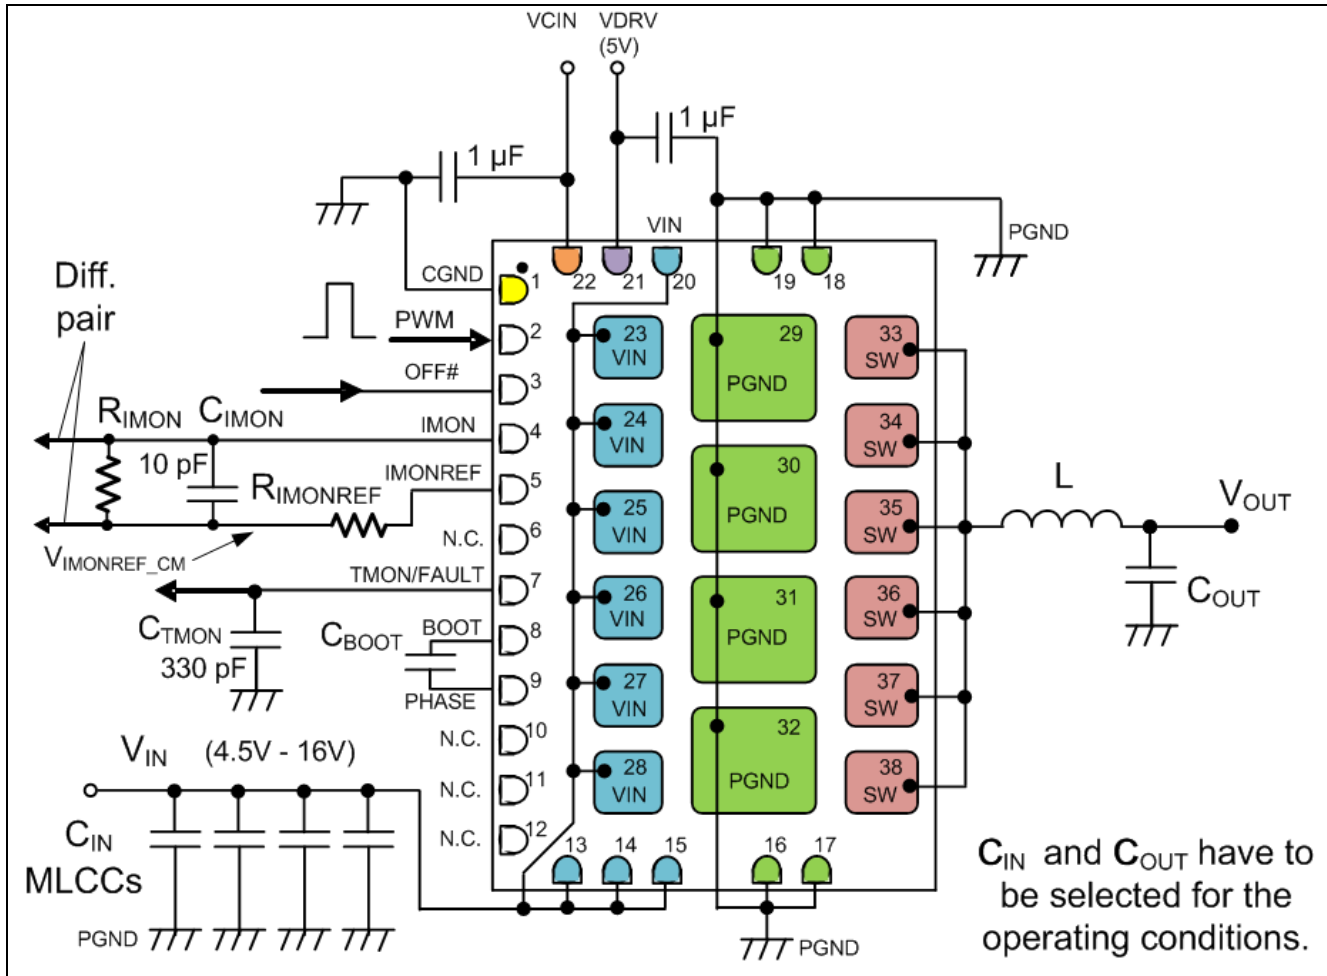 VCIN
VDRV
(5V)
1 µF
1 µF
VIN
PGND
Diff.
pair
CGND
1
22
21
20
19
18
PWM
2
OFF#
3
RIMON
CIMON
IMON
4
10 pF
RIMONREF
IMONREF
5
VIMONREF_CM
N.C.
6
TMON/FAULT
7
CTMON
330 pF
CBOOT
BOOT
8
PHASE
9
N.C.
10
N.C.
11
N.C.
12
23
VIN
24
VIN
25
VIN
26
VIN
27
VIN
28
VIN
29
PGND
30
PGND
31
PGND
32
PGND
33
SW
34
SW
35
SW
36
SW
37
SW
38
SW
L
VOUT
COUT
VIN (4.5V - 16V)
CIN
MLCCs
PGND
13
14
15
16
17
PGND
CIN and COUT have to
be selected for the
operating conditions.